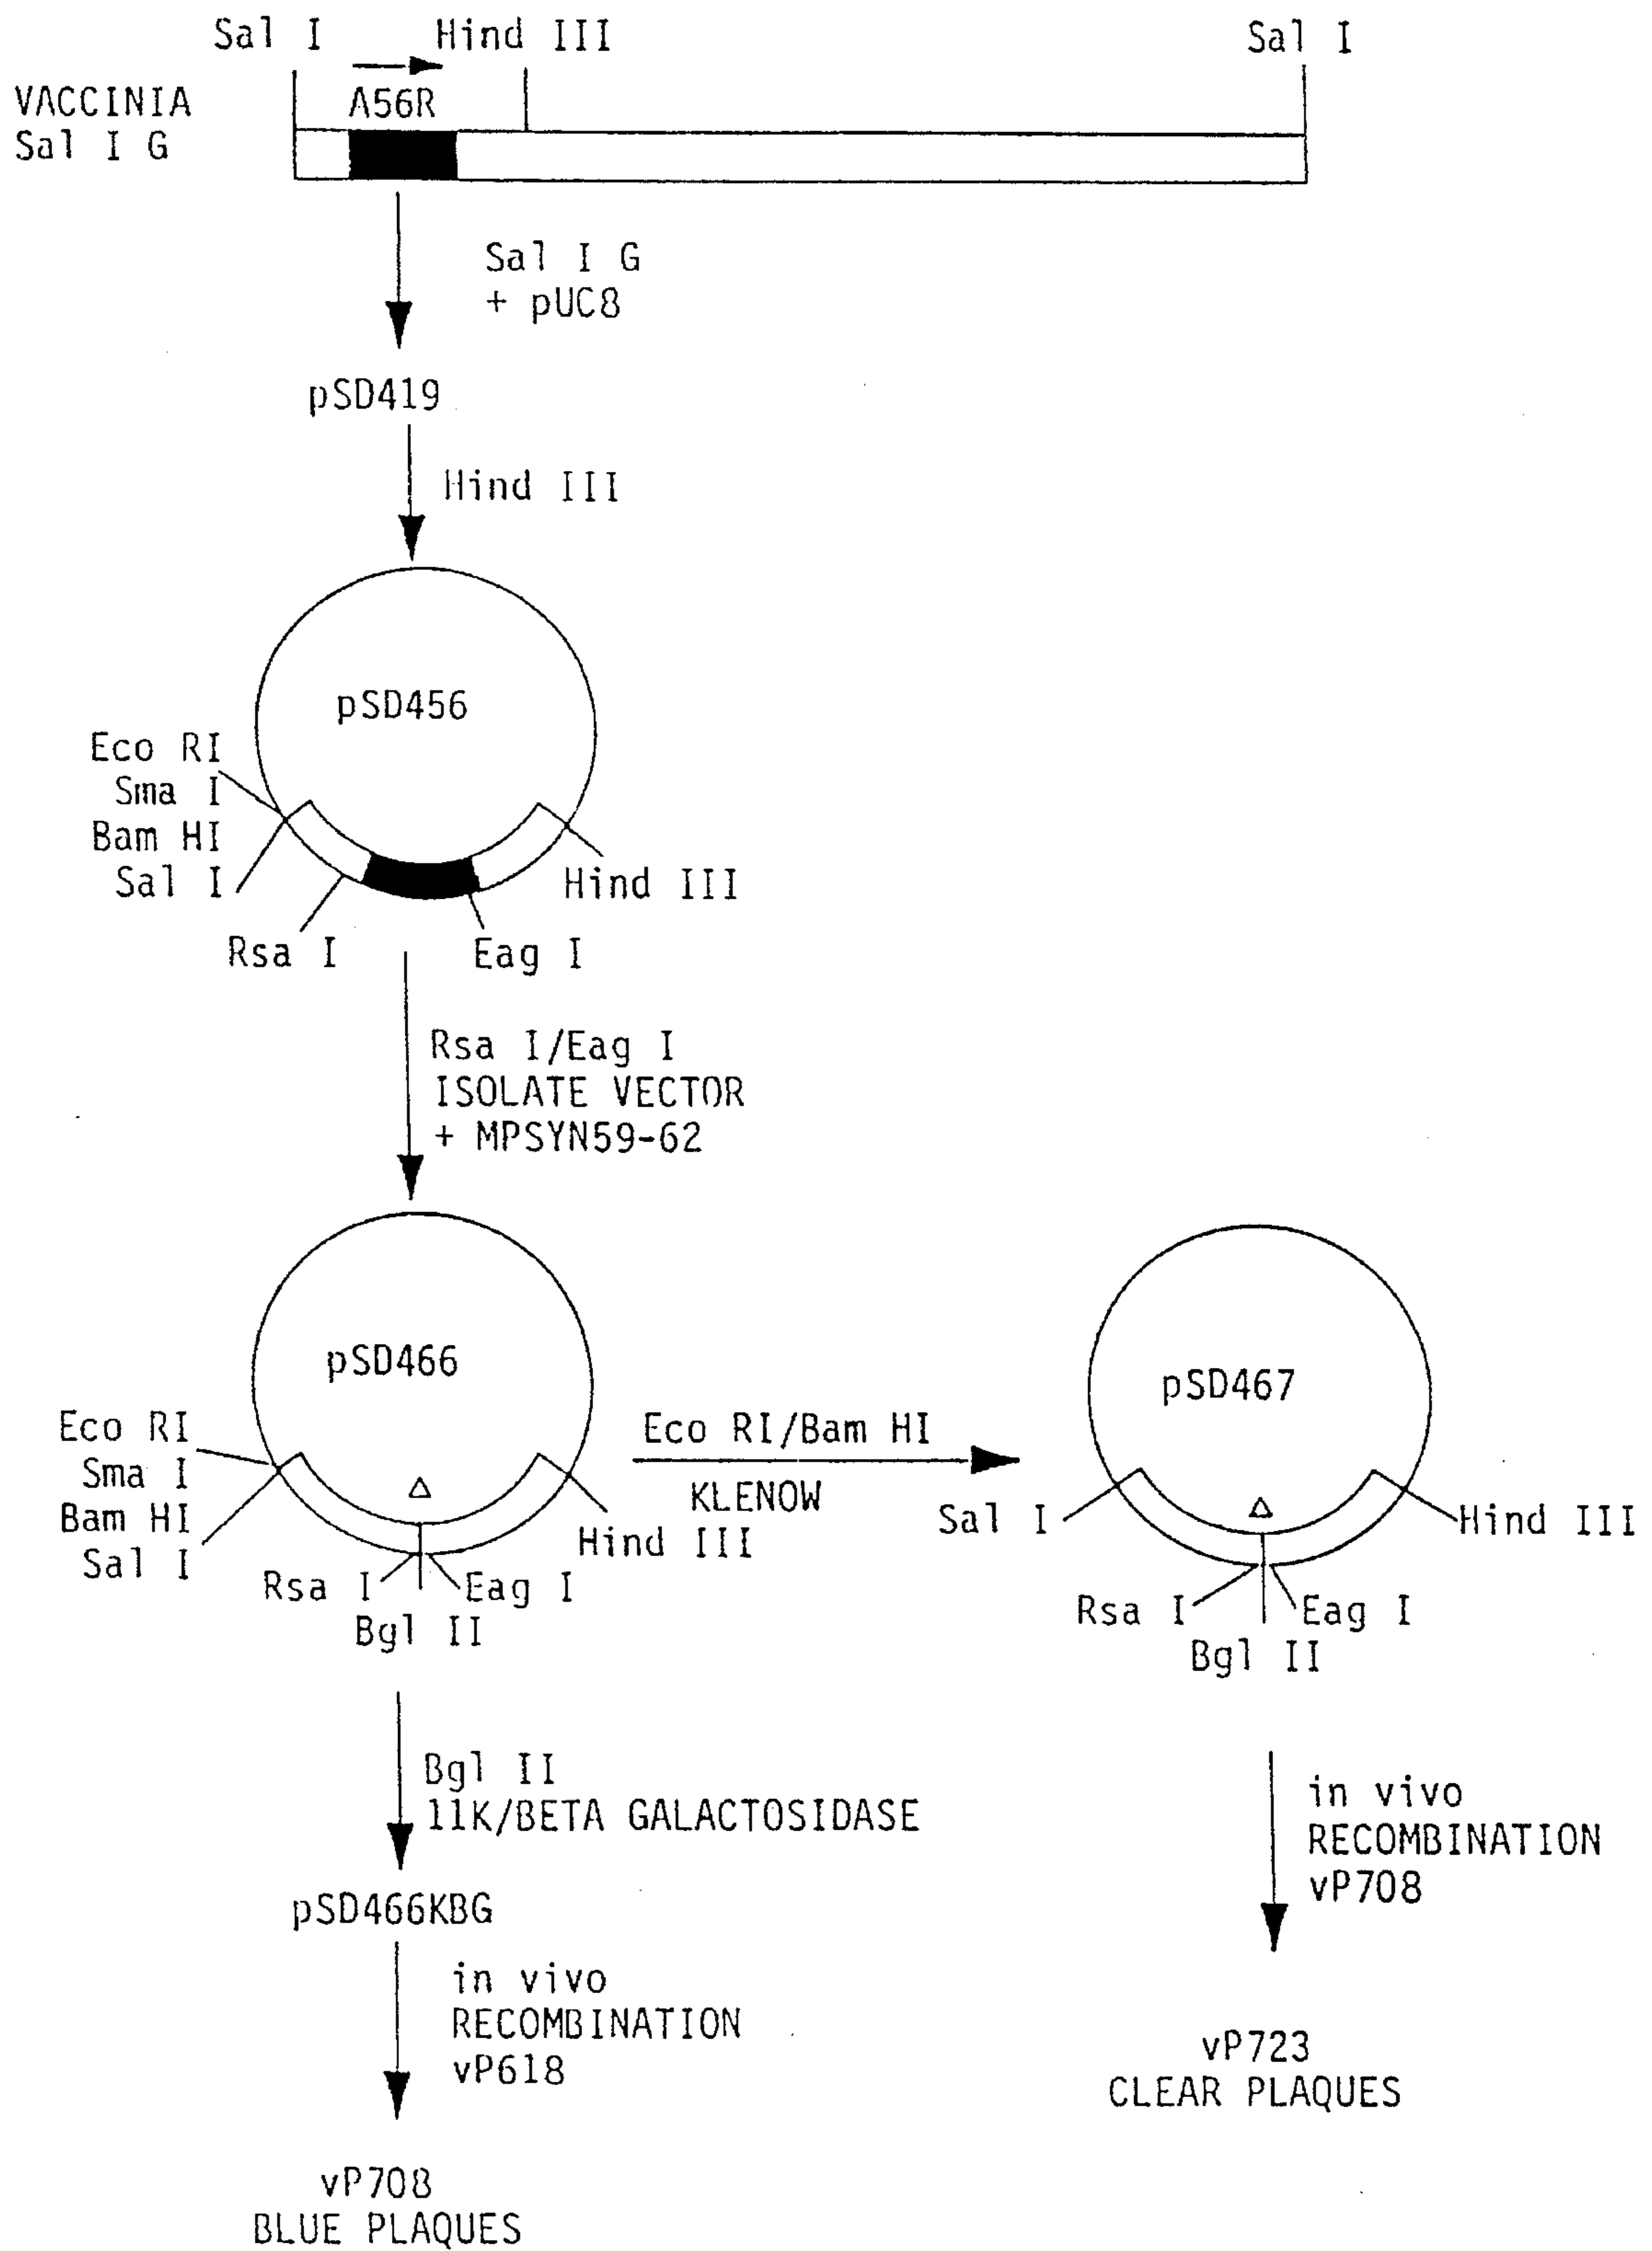 Sal I Hind III Sal I
VACCINIA A56R
Sal I G
Sal I G
+ pUC8
pSD419
Hind III
pSD456
Eco RI
Sma I
Bam HI
Sal I
Rsa I
Eag I
Hind III
Rsa I/Eag I
ISOLATE VECTOR
+ MPSYN59-62
pSD466
Eco RI
Sma I
Bam HI
Sal I
Δ
Rsa I
Bgl II
Eag I
Hind III
Eco RI/Bam HI
KLENOW
pSD467
Sal I
Δ
Hind III
Rsa I
Eag I
Bgl II
Bgl II
11K/BETA GALACTOSIDASE
pSD466KBG
in vivo
RECOMBINATION
vP618
vP708
BLUE PLAQUES
in vivo
RECOMBINATION
vP708
vP723
CLEAR PLAQUES